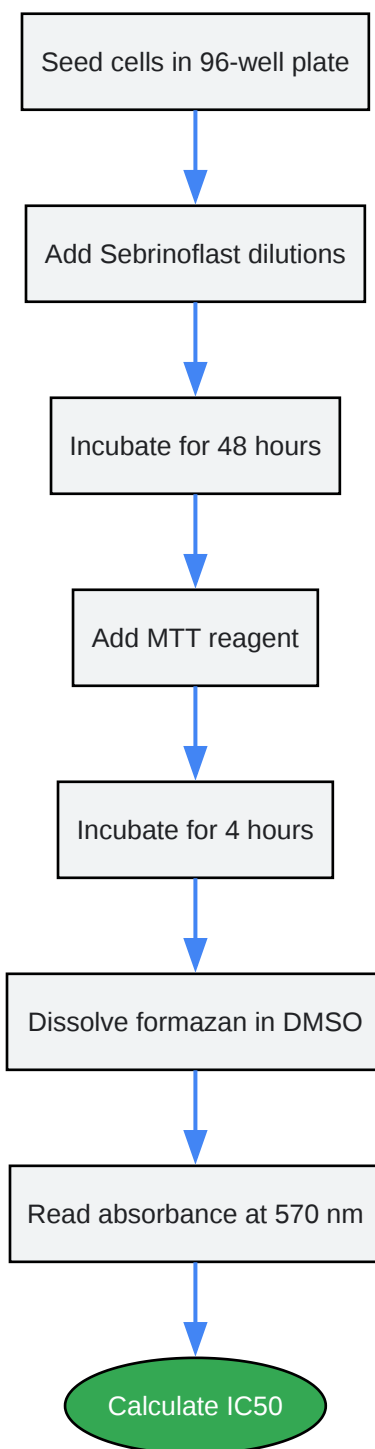 Seed cells in 96-well plate
Add Sebrinoflast dilutions
Incubate for 48 hours
Add MTT reagent
Incubate for 4 hours
Dissolve formazan in DMSO
Read absorbance at 570 nm
Calculate IC50